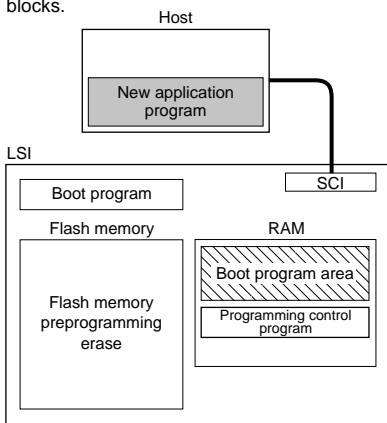 blocks.
Host
New application
program
LSI
SCI
Boot program
Flash memory
RAM
Boot program area
Flash memory
preprogramming
erase
Programming control
program